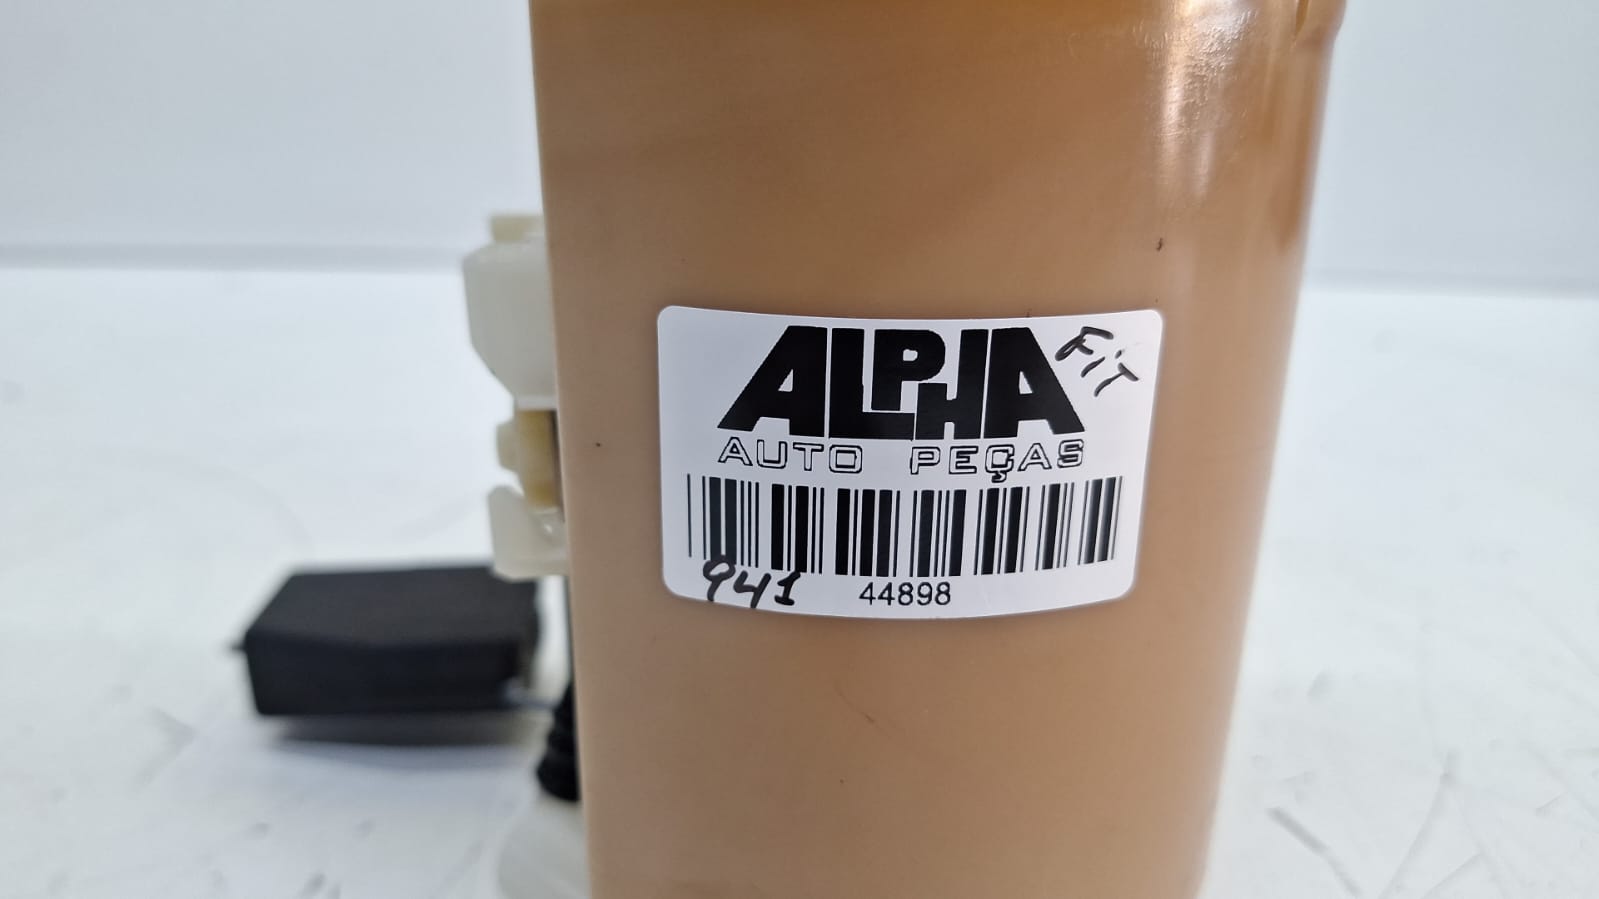 ALPHA
FiT
AUTO PEÇAS
941
44898